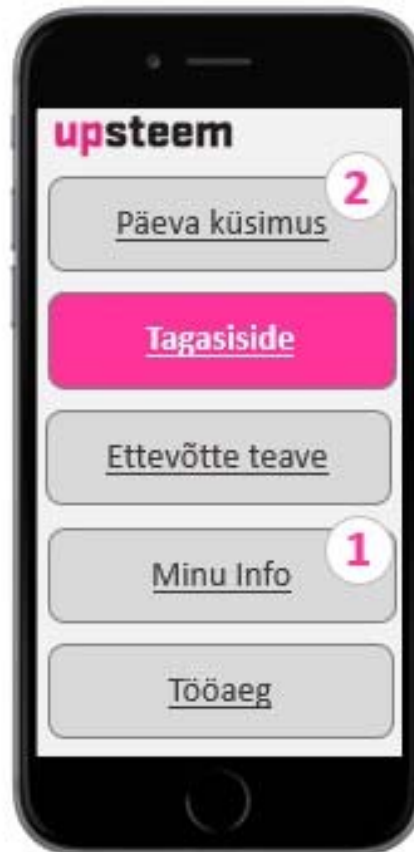 upsteem
2
Päeva küsimus
Tagasiside
Ettevõtte teave
1
Minu Info
Tööaeg